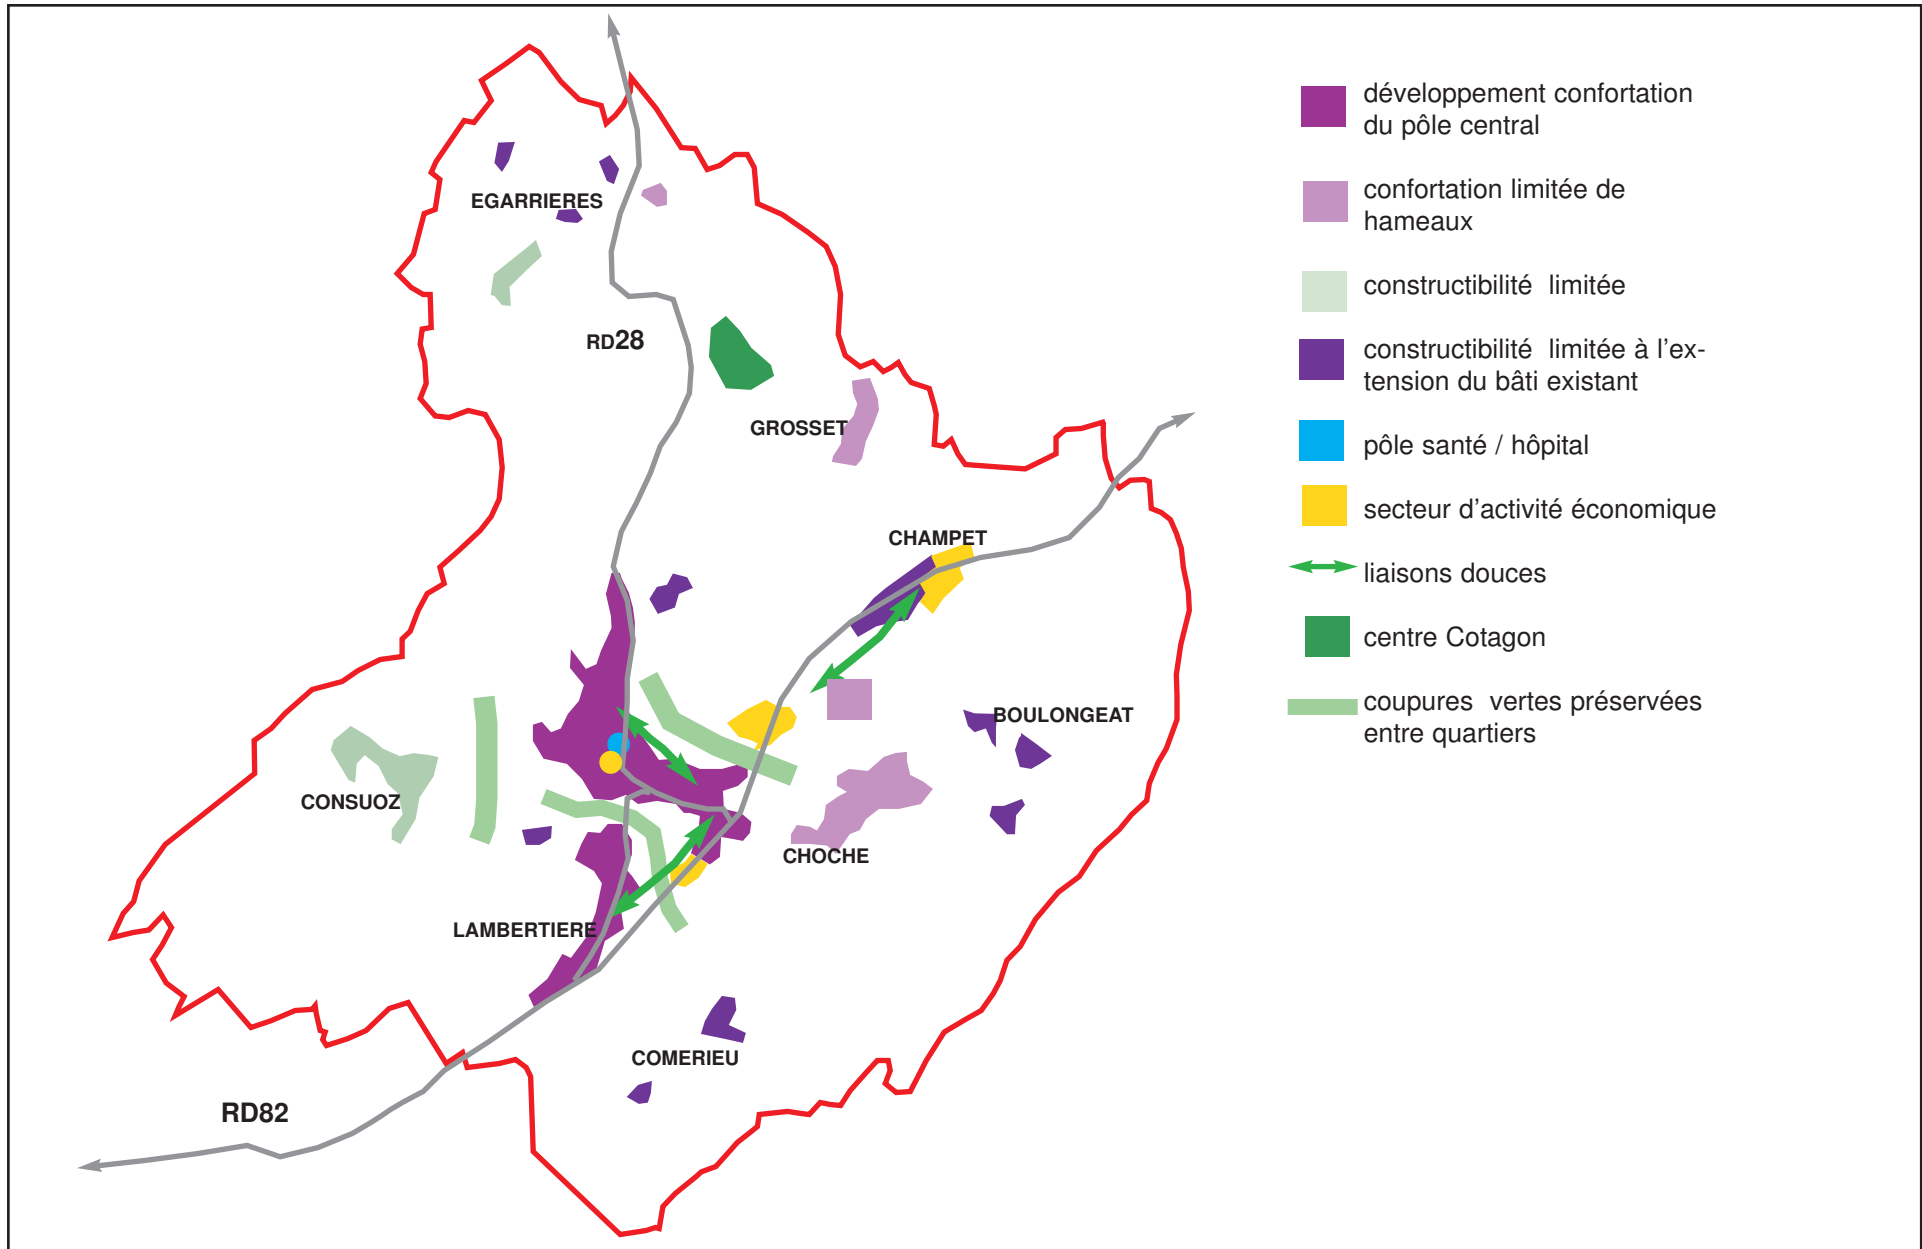 EGARRIERES
RD28
GROSSET
CHAMPET
BOULONGEAT
CONSUOZ
CHOCHE
LAMBERTIERE
COMERIEU
RD82
développement confortation
du pôle central
confortation limitée de
hameaux
constructibilité limitée
constructibilité limitée à l'ex-
tension du bâti existant
pôle santé / hôpital
secteur d'activité économique
liaisons douces
centre Cotagon
coupures vertes préservées
entre quartiers